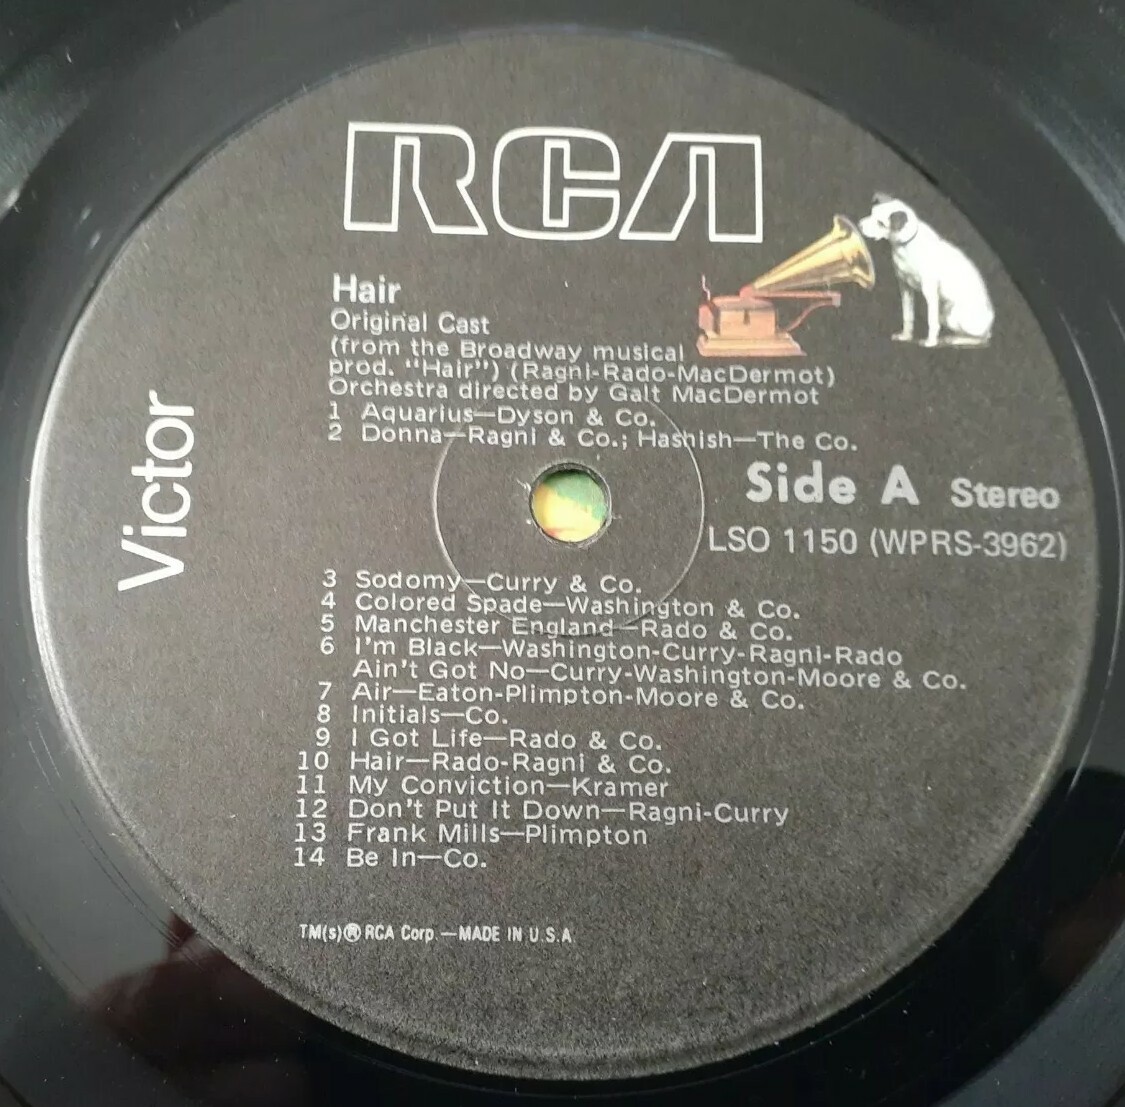 RCA
Hair
Original Cast
(from the Broadway musical
prod. "Hair") (Ragni-Rado-MacDermot)
Orchestra directed by Galt MacDermot
1 Aquarius—Dyson & Co.
2 Donna—Ragni & Co.; Hashish—The Co.
Side A Stereo
LSO 1150 (WPRS-3962)
Victor
3 Sodomy—Curry & Co.
4 Colored Spade—Washington & Co.
5 Manchester England—Rado & Co.
6 I'm Black—Washington-Curry-Ragni-Rado
Ain't Got No—Curry-Washington-Moore & Co.
7 Air—Eaton-Plimpton-Moore & Co.
8 Initials—Co.
9 I Got Life—Rado & Co.
10 Hair—Rado-Ragni & Co.
11 My Conviction—Kramer
12 Don't Put It Down—Ragni-Curry
13 Frank Mills—Plimpton
14 Be In—Co.
TM(s)® RCA Corp.—MADE IN U.S.A.